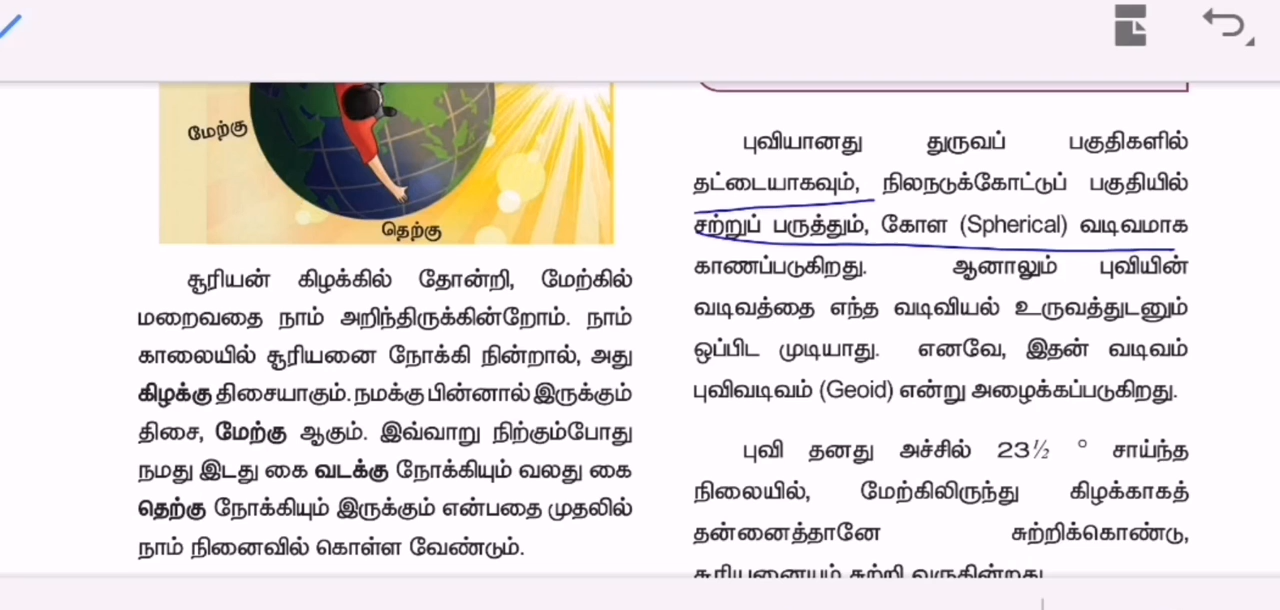 மேற்கு
தெற்கு
சூரியன் கிழக்கில் தோன்றி, மேற்கில்
மறைவதை நாம் அறிந்திருக்கின்றோம். நாம்
காலையில் சூரியனை நோக்கி நின்றால், அது
கிழக்கு திசையாகும். நமக்கு பின்னால் இருக்கும்
திசை, மேற்கு ஆகும். இவ்வாறு நிற்கும்போது
நமது இடது கை வடக்கு நோக்கியும் வலது கை
தெற்கு நோக்கியும் இருக்கும் என்பதை முதலில்
நாம் நினைவில் கொள்ள வேண்டும்.
புவியானது துருவப் பகுதிகளில்
தட்டையாகவும், நிலநடுக்கோட்டுப் பகுதியில்
சற்றுப் பருத்தும், கோள (Spherical) வடிவமாக
காணப்படுகிறது. ஆனாலும் புவியின்
வடிவத்தை எந்த வடிவியல் உருவத்துடனும்
ஒப்பிட முடியாது. எனவே, இதன் வடிவம்
புவிவடிவம் (Geoid) என்று அழைக்கப்படுகிறது.
புவி தனது அச்சில் 23½ ° சாய்ந்த
நிலையில், மேற்கிலிருந்து கிழக்காகத்
தன்னைத்தானே சுற்றிக்கொண்டு,
சூரியனையும் சுற்றி வருகின்றது.